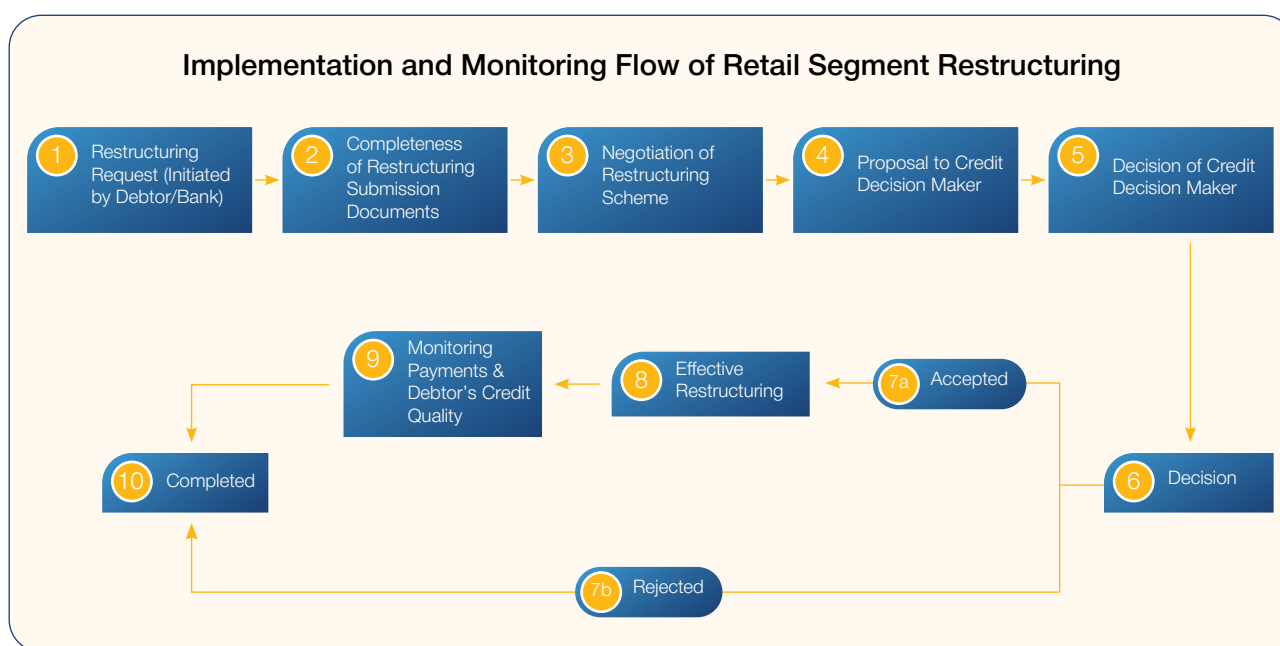 Implementation and Monitoring Flow of Retail Segment Restructuring
1
Restructuring
Request (Initiated
by Debtor/Bank)
2
Completeness
of Restructuring
Submission
Documents
3
Negotiation of
Restructuring
Scheme
4
Proposal to Credit
Decision Maker
5
Decision of Credit
Decision Maker
6
Decision
7a
Accepted
8
Effective
Restructuring
9
Monitoring
Payments &
Debtor's Credit
Quality
10
Completed
7b
Rejected